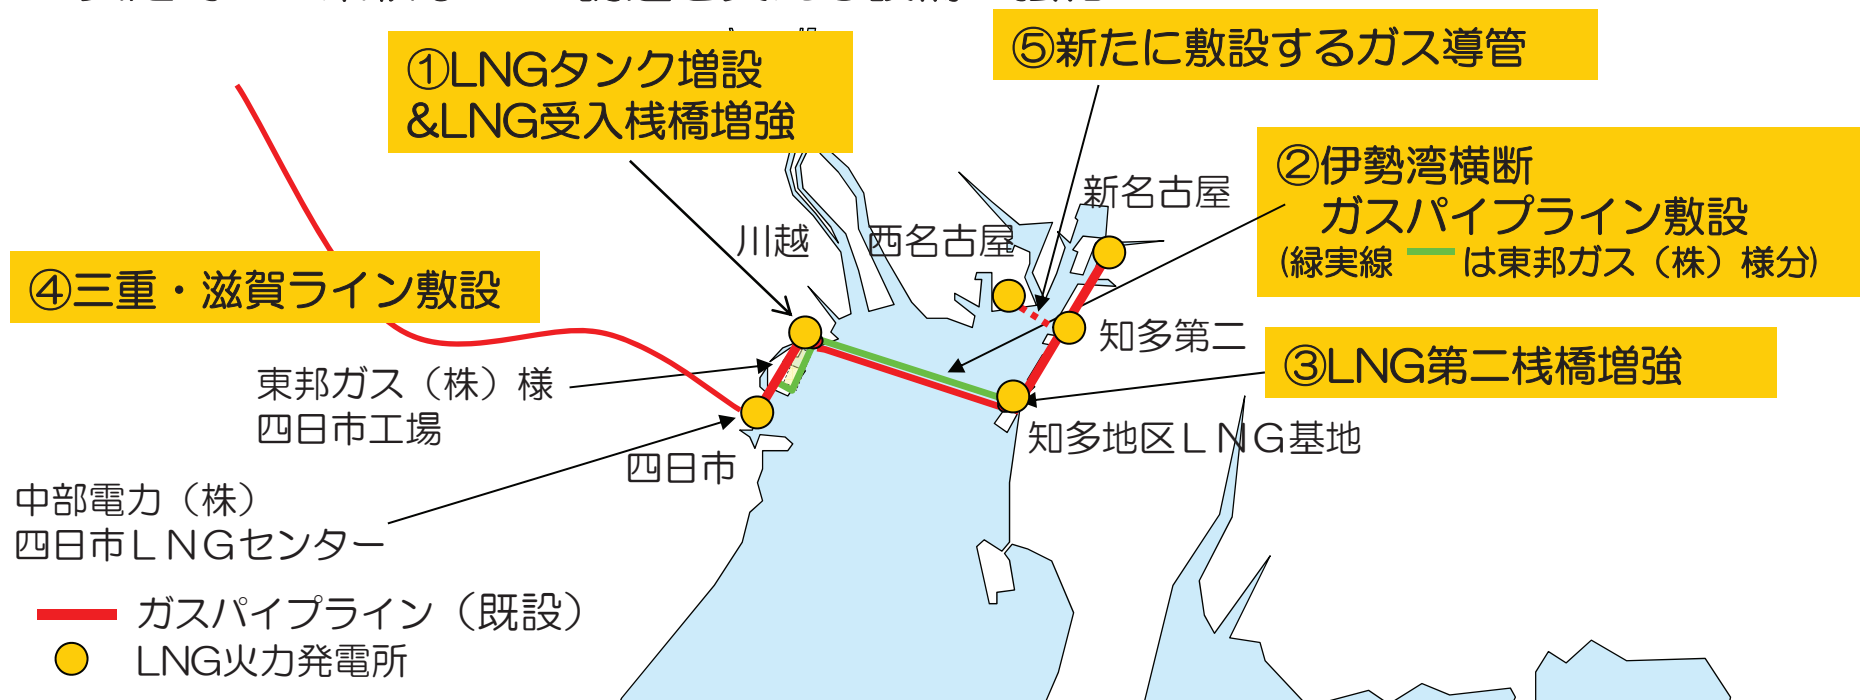 ①LNGタンク増設
&LNG受入桟橋増強
⑤新たに敷設するガス導管
②伊勢湾横断
ガスパイプライン敷設
(緑実線 は東邦ガス（株）様分)
新名古屋
川越
西名古屋
④三重・滋賀ライン敷設
知多第二
③LNG第二桟橋増強
東邦ガス（株）様
四日市工場
知多地区LNG基地
四日市
中部電力（株）
四日市LNGセンター
ガスパイプライン（既設）
LNG火力発電所